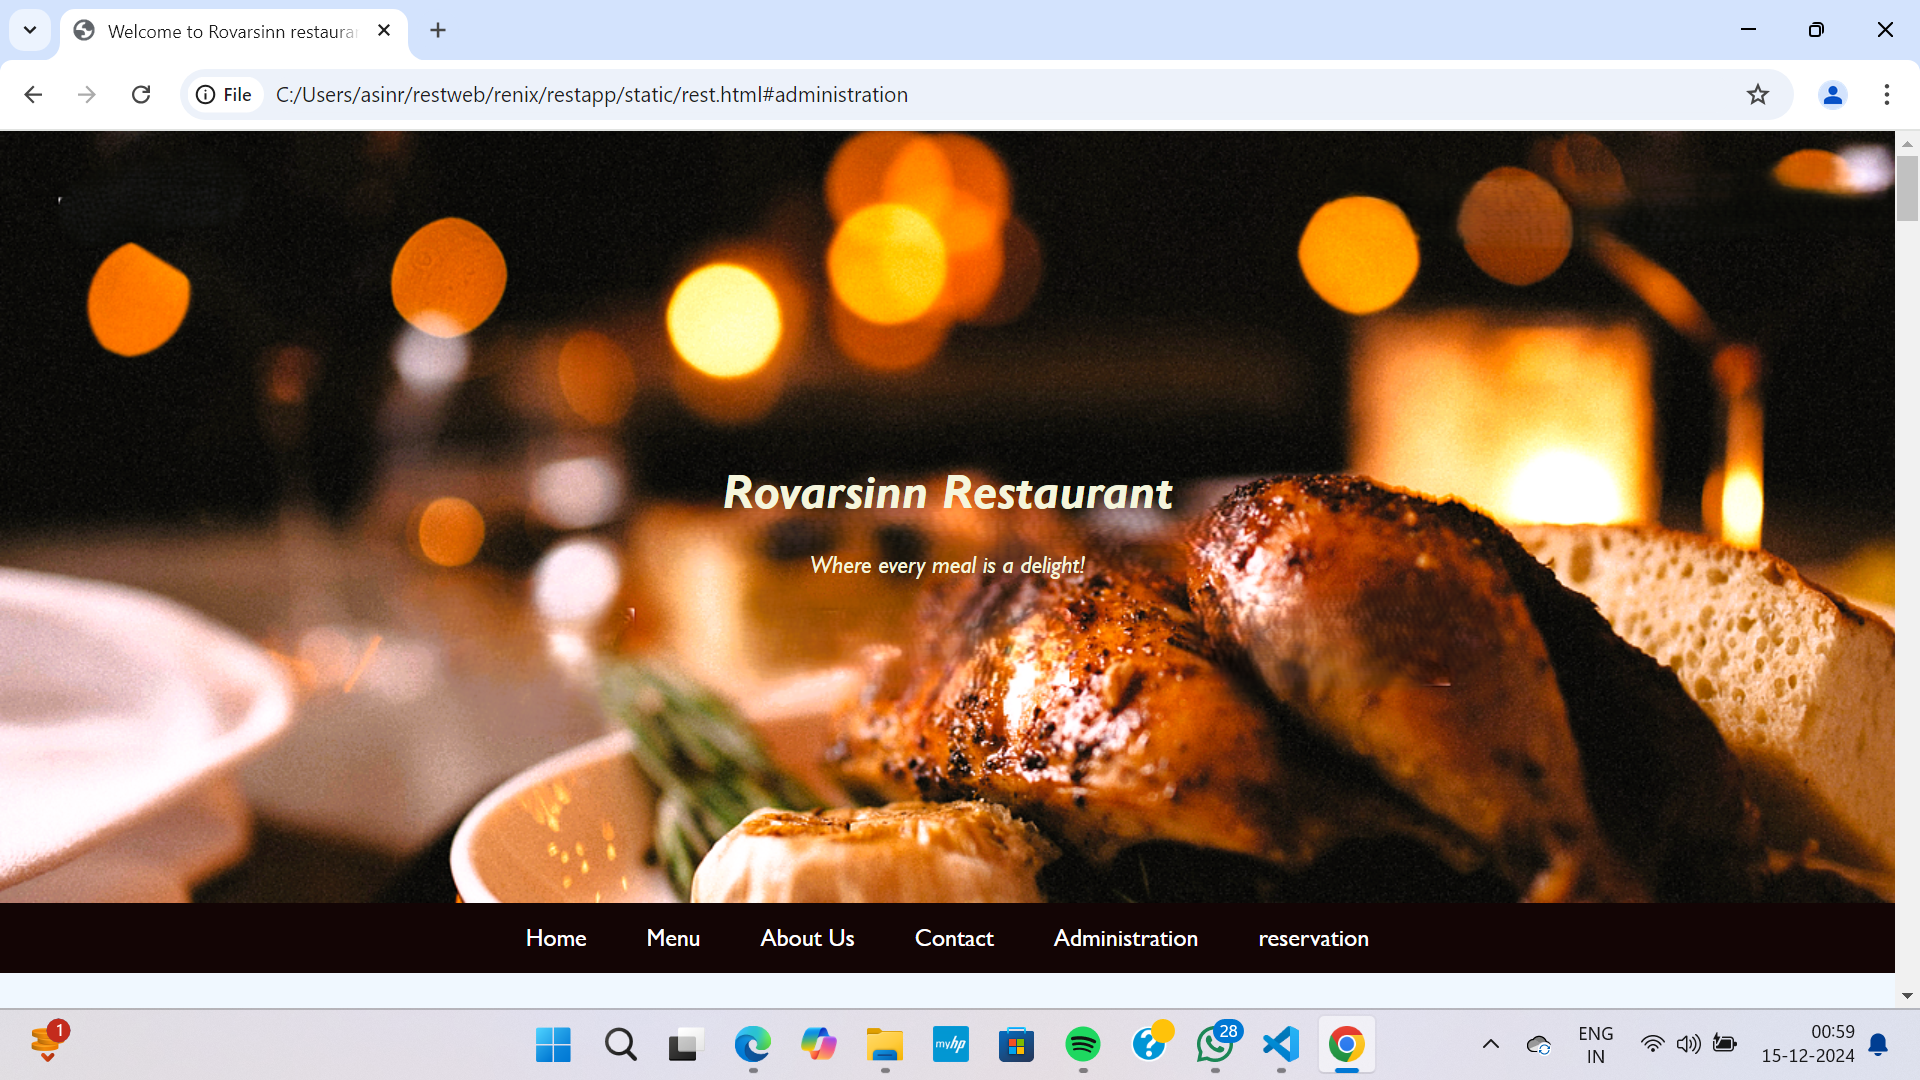 Welcome to Rovarsinn restaura
File
C:/Users/asinr/restweb/renix/restapp/static/rest.html#administration
Rovarsinn Restaurant
Where every meal is a delight!
Home Menu About Us Contact Administration reservation
1
myhp
28
ENG
IN
00:59
15-12-2024